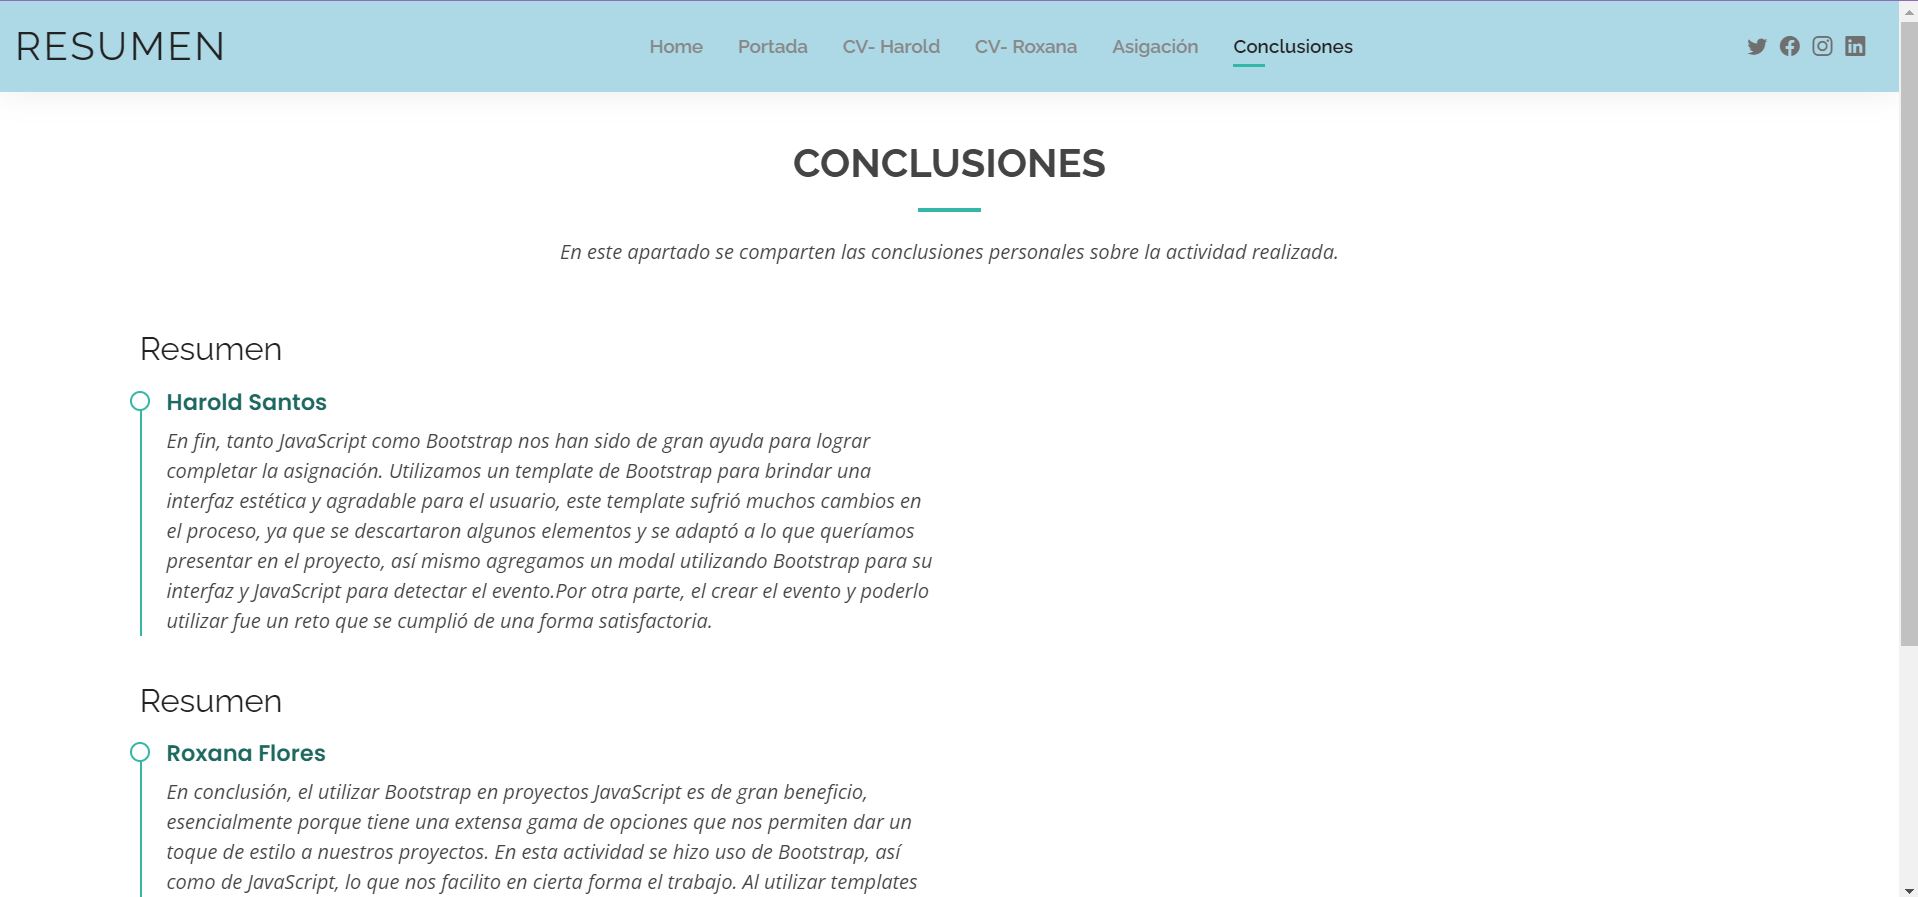 RESUMEN
Home Portada CV- Harold CV- Roxana Asigación Conclusiones
CONCLUSIONES
En este apartado se comparten las conclusiones personales sobre la actividad realizada.
Resumen
Harold Santos
En fin, tanto JavaScript como Bootstrap nos han sido de gran ayuda para lograr
completar la asignación. Utilizamos un template de Bootstrap para brindar una
interfaz estética y agradable para el usuario, este template sufrió muchos cambios en
el proceso, ya que se descartaron algunos elementos y se adaptó a lo que queríamos
presentar en el proyecto, así mismo agregamos un modal utilizando Bootstrap para su
interfaz y JavaScript para detectar el evento.Por otra parte, el crear el evento y poderlo
utilizar fue un reto que se cumplió de una forma satisfactoria.
Resumen
Roxana Flores
En conclusión, el utilizar Bootstrap en proyectos JavaScript es de gran beneficio,
esencialmente porque tiene una extensa gama de opciones que nos permiten dar un
toque de estilo a nuestros proyectos. En esta actividad se hizo uso de Bootstrap, así
como de JavaScript, lo que nos facilito en cierta forma el trabajo. Al utilizar templates